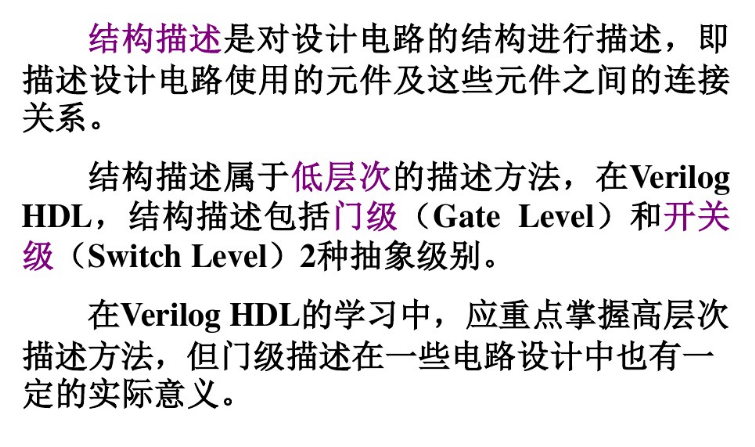 结构描述是对设计电路的结构进行描述，即
描述设计电路使用的元件及这些元件之间的连接
关系。
结构描述属于低层次的描述方法，在Verilog
HDL，结构描述包括门级（Gate Level）和开关
级（Switch Level）2种抽象级别。
在Verilog HDL的学习中，应重点掌握高层次
描述方法，但门级描述在一些电路设计中也有一
定的实际意义。